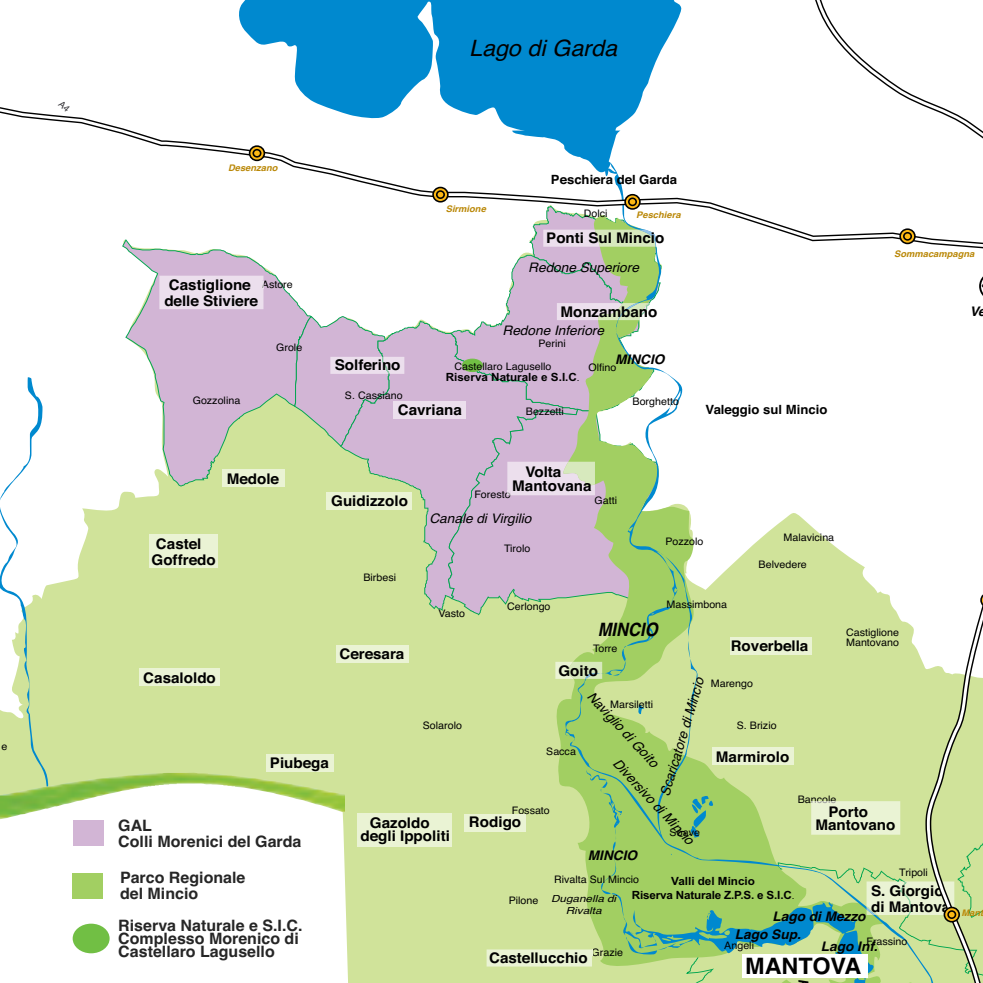 Lago di Garda
A4
Desenzano
Peschiera del Garda
Sirmione
Peschiera
Dolci
Ponti Sul Mincio
Sommacampagna
Redone Superiore
Castiglione
delle Stiviere
Astore
Monzambano
Redone Inferiore
Perini
Grole
Solferino
Castellaro Lagusello
Riserva Naturale e S.I.C.
Olfino
MINCIO
Gozzolina
S. Cassiano
Cavriana
Bezzetti
Borghetto
Valeggio sul Mincio
Medole
Guidizzolo
Volta
Mantovana
Foresto
Gatti
Canale di Virgilio
Castel
Goffredo
Tirolo
Pozzolo
Malavicina
Belvedere
Birbesi
Vasto
Cerlongo
Massimbona
MINCIO
Torre
Castiglione
Mantovano
Roverbella
Ceresara
Casaloldo
Goito
Marengo
Marsiletti
Naviglio di Goito
Scaricatore di Mincio
Solarolo
S. Brizio
Sacca
Marmirolo
Piubega
Diversivo di Mincio
Bancole
Fossato
Porto
Mantovano
Gazoldo
degli Ippoliti
Rodigo
Soave
GAL
Colli Morenici del Garda
MINCIO
Tripoli
Parco Regionale
del Mincio
Rivalta Sul Mincio
Valli del Mincio
Riserva Naturale Z.P.S. e S.I.C.
S. Giorgio
di Mantova
Pilone
Duganella di
Rivalta
Lago di Mezzo
Riserva Naturale e S.I.C.
Complesso Morenico di
Castellaro Lagusello
Lago Sup.
Angeli
Lago Inf.
Frassino
Castellucchio
Grazie
MANTOVA